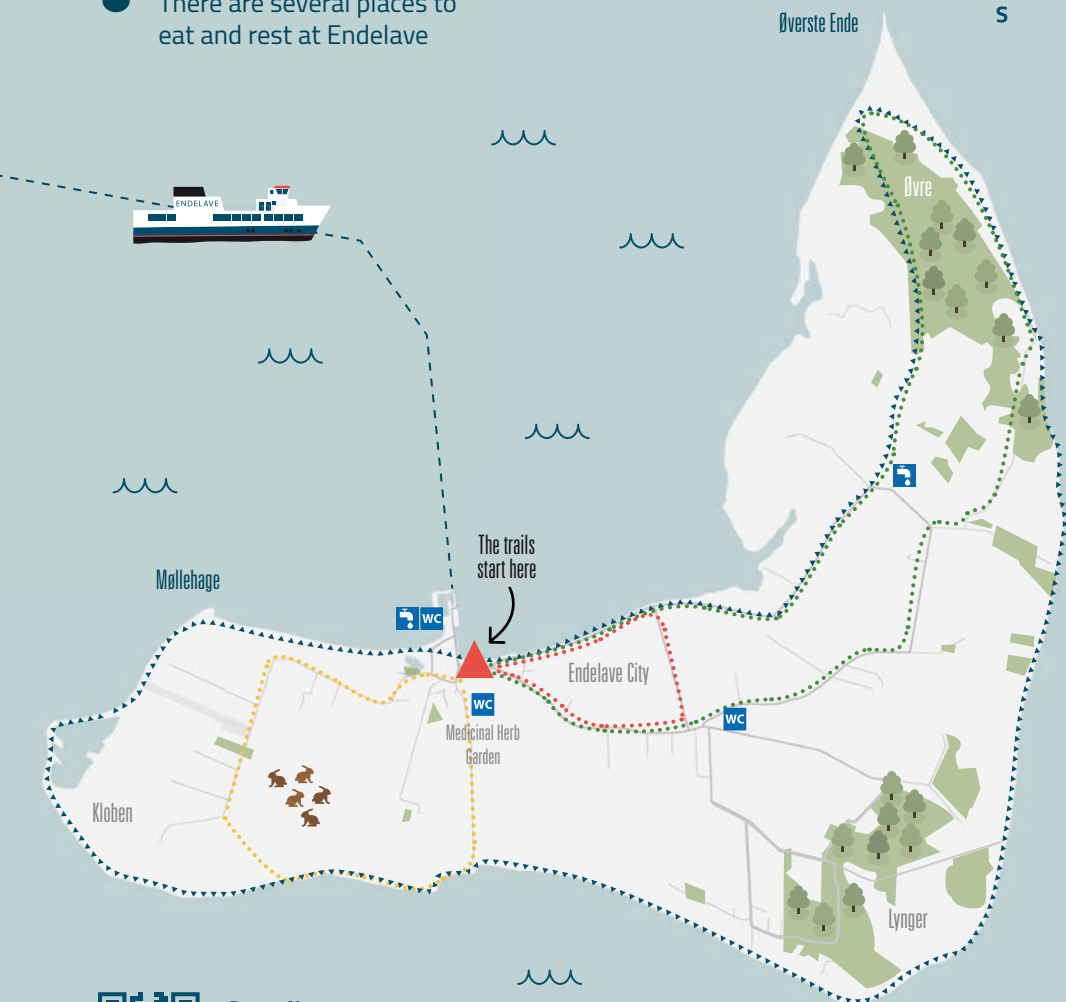 There are several places to
eat and rest at Endelave
Øverste Ende
S
ENDELAVE
Øvre
The trails
start here
Møllehage
WC
Endelave City
WC
Medicinal Herb
Garden
WC
Kloben
Lynger